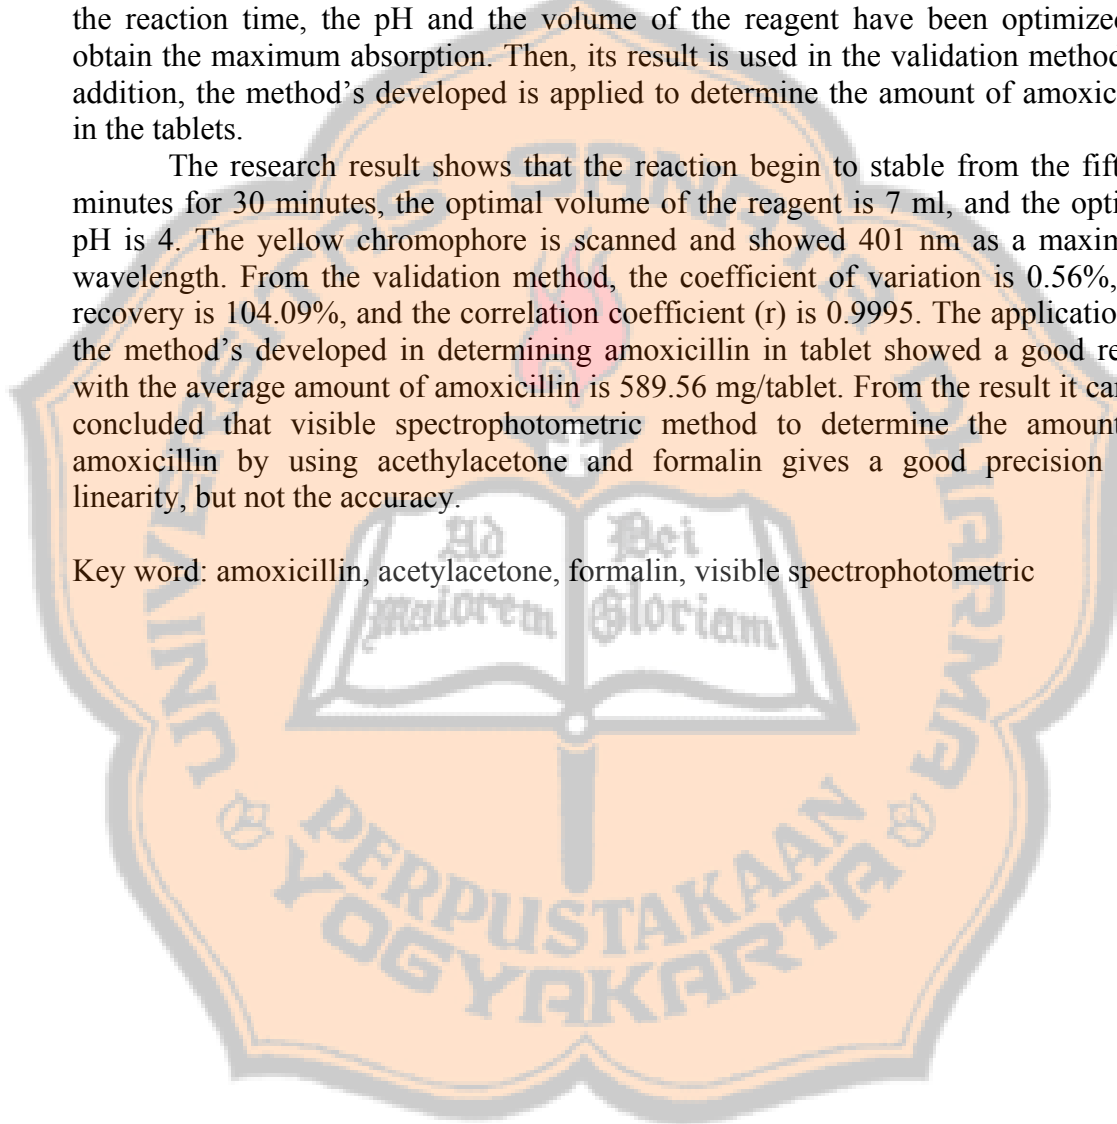 the reaction time, the pH and the volume of the reagent have been optimized
obtain the maximum absorption. Then, its result is used in the validation method
addition, the method's developed is applied to determine the amount of amoxic
in the tablets.
The research result shows that the reaction begin to stable from the fift
minutes for 30 minutes, the optimal volume of the reagent is 7 ml, and the opti
pH is 4. The yellow chromophore is scanned and showed 401 nm as a maxim
wavelength. From the validation method, the coefficient of variation is 0.56%,
recovery is 104.09%, and the correlation coefficient (r) is 0.9995. The application
the method's developed in determining amoxicillin in tablet showed a good re
with the average amount of amoxicillin is 589.56 mg/tablet. From the result it can
concluded that visible spectrophotometric method to determine the amount
amoxicillin by using acethylacetone and formalin gives a good precision
linearity, but not the accuracy.
Key word: amoxicillin, acetylacetone, formalin, visible spectrophotometric
UNIVERSITAS SANATA DHARMA
Ad Dei
Maiorem Gloriam
PERPUSTAKAAN
YOGYAKARTA